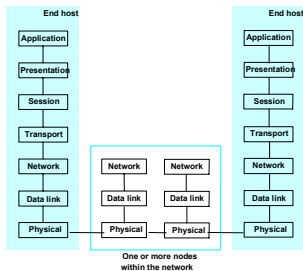 End host
End host
Application
Application
Presentation
Presentation
Session
Session
Transport
Transport
Network
Network
Network
Network
Data link
Data link
Data link
Data link
Physical
Physical
Physical
Physical
One or more nodes
within the network